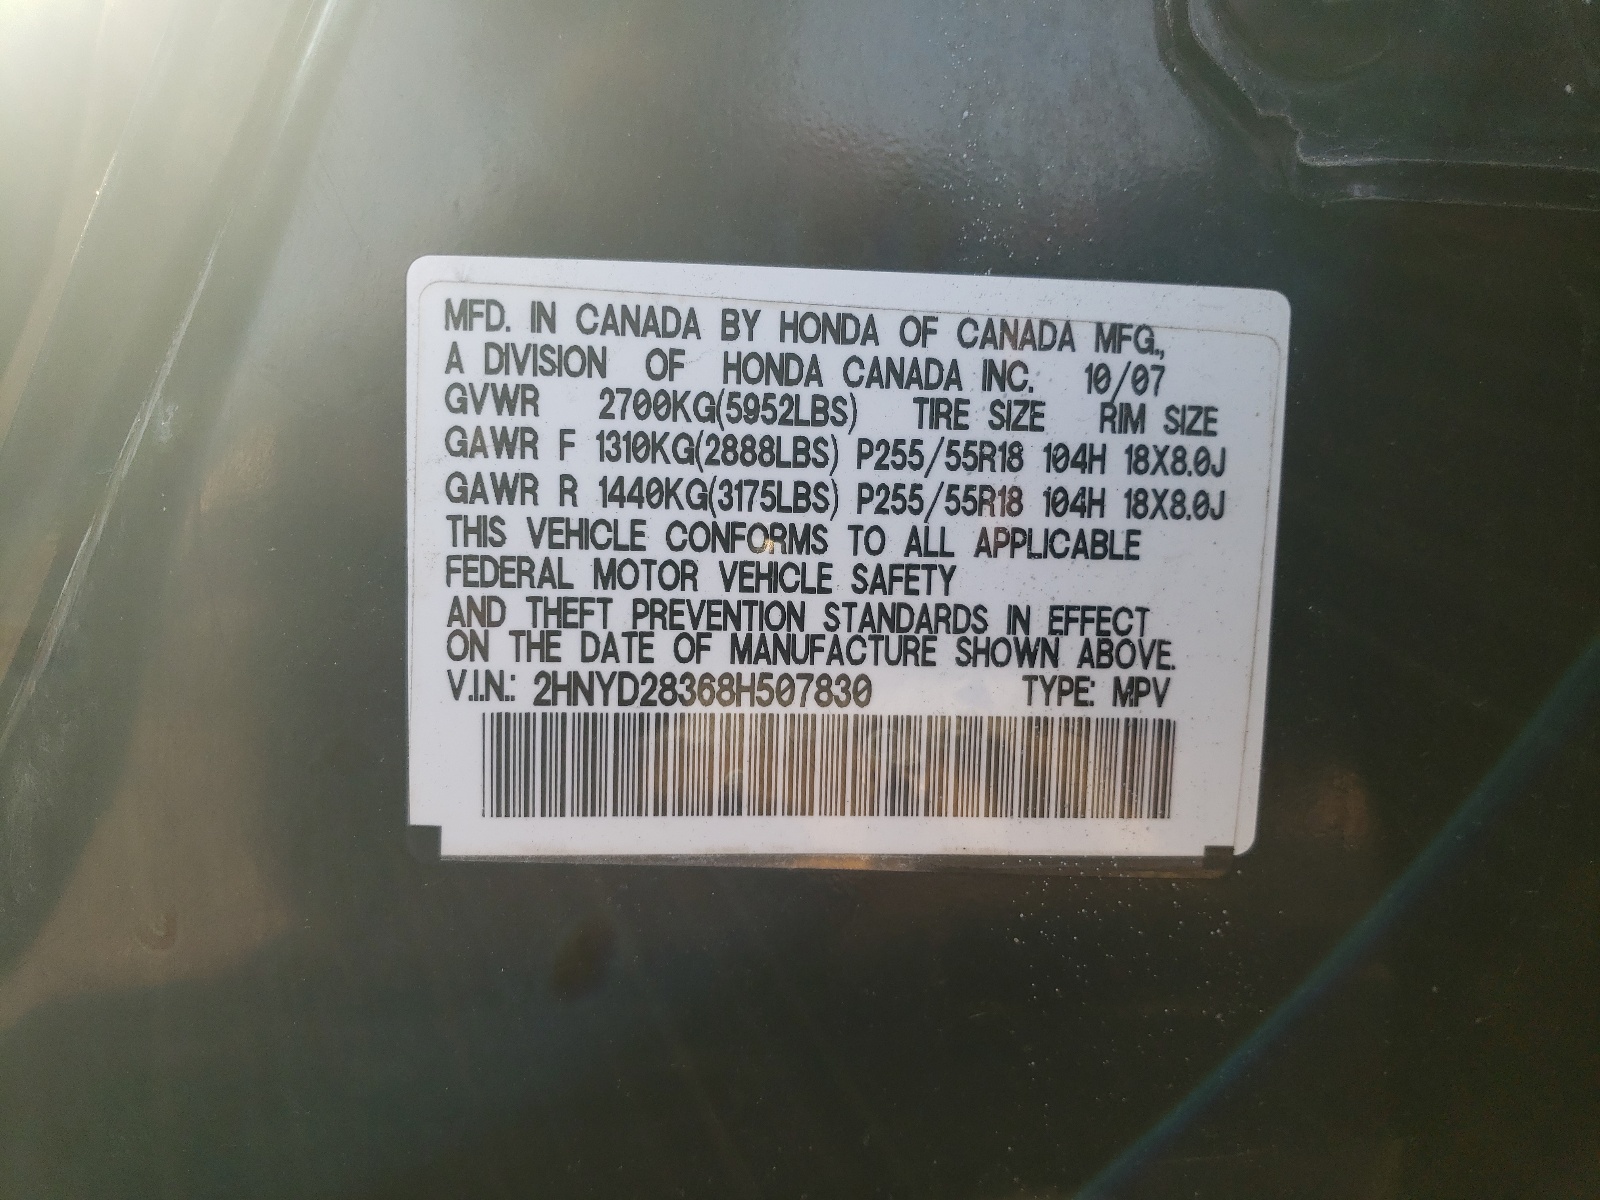 MFD. IN CANADA BY HONDA OF CANADA MFG.,
A DIVISION OF HONDA CANADA INC. 10/07
GVWR 2700KG(5952LBS) TIRE SIZE RIM SIZE
GAWR F 1310KG(2888LBS) P255/55R18 104H 18X8.0J
GAWR R 1440KG(3175LBS) P255/55R18 104H 18X8.0J
THIS VEHICLE CONFORMS TO ALL APPLICABLE
FEDERAL MOTOR VEHICLE SAFETY
AND THEFT PREVENTION STANDARDS IN EFFECT
ON THE DATE OF MANUFACTURE SHOWN ABOVE.
V.I.N.: 2HNYD28368H507830 TYPE: MPV